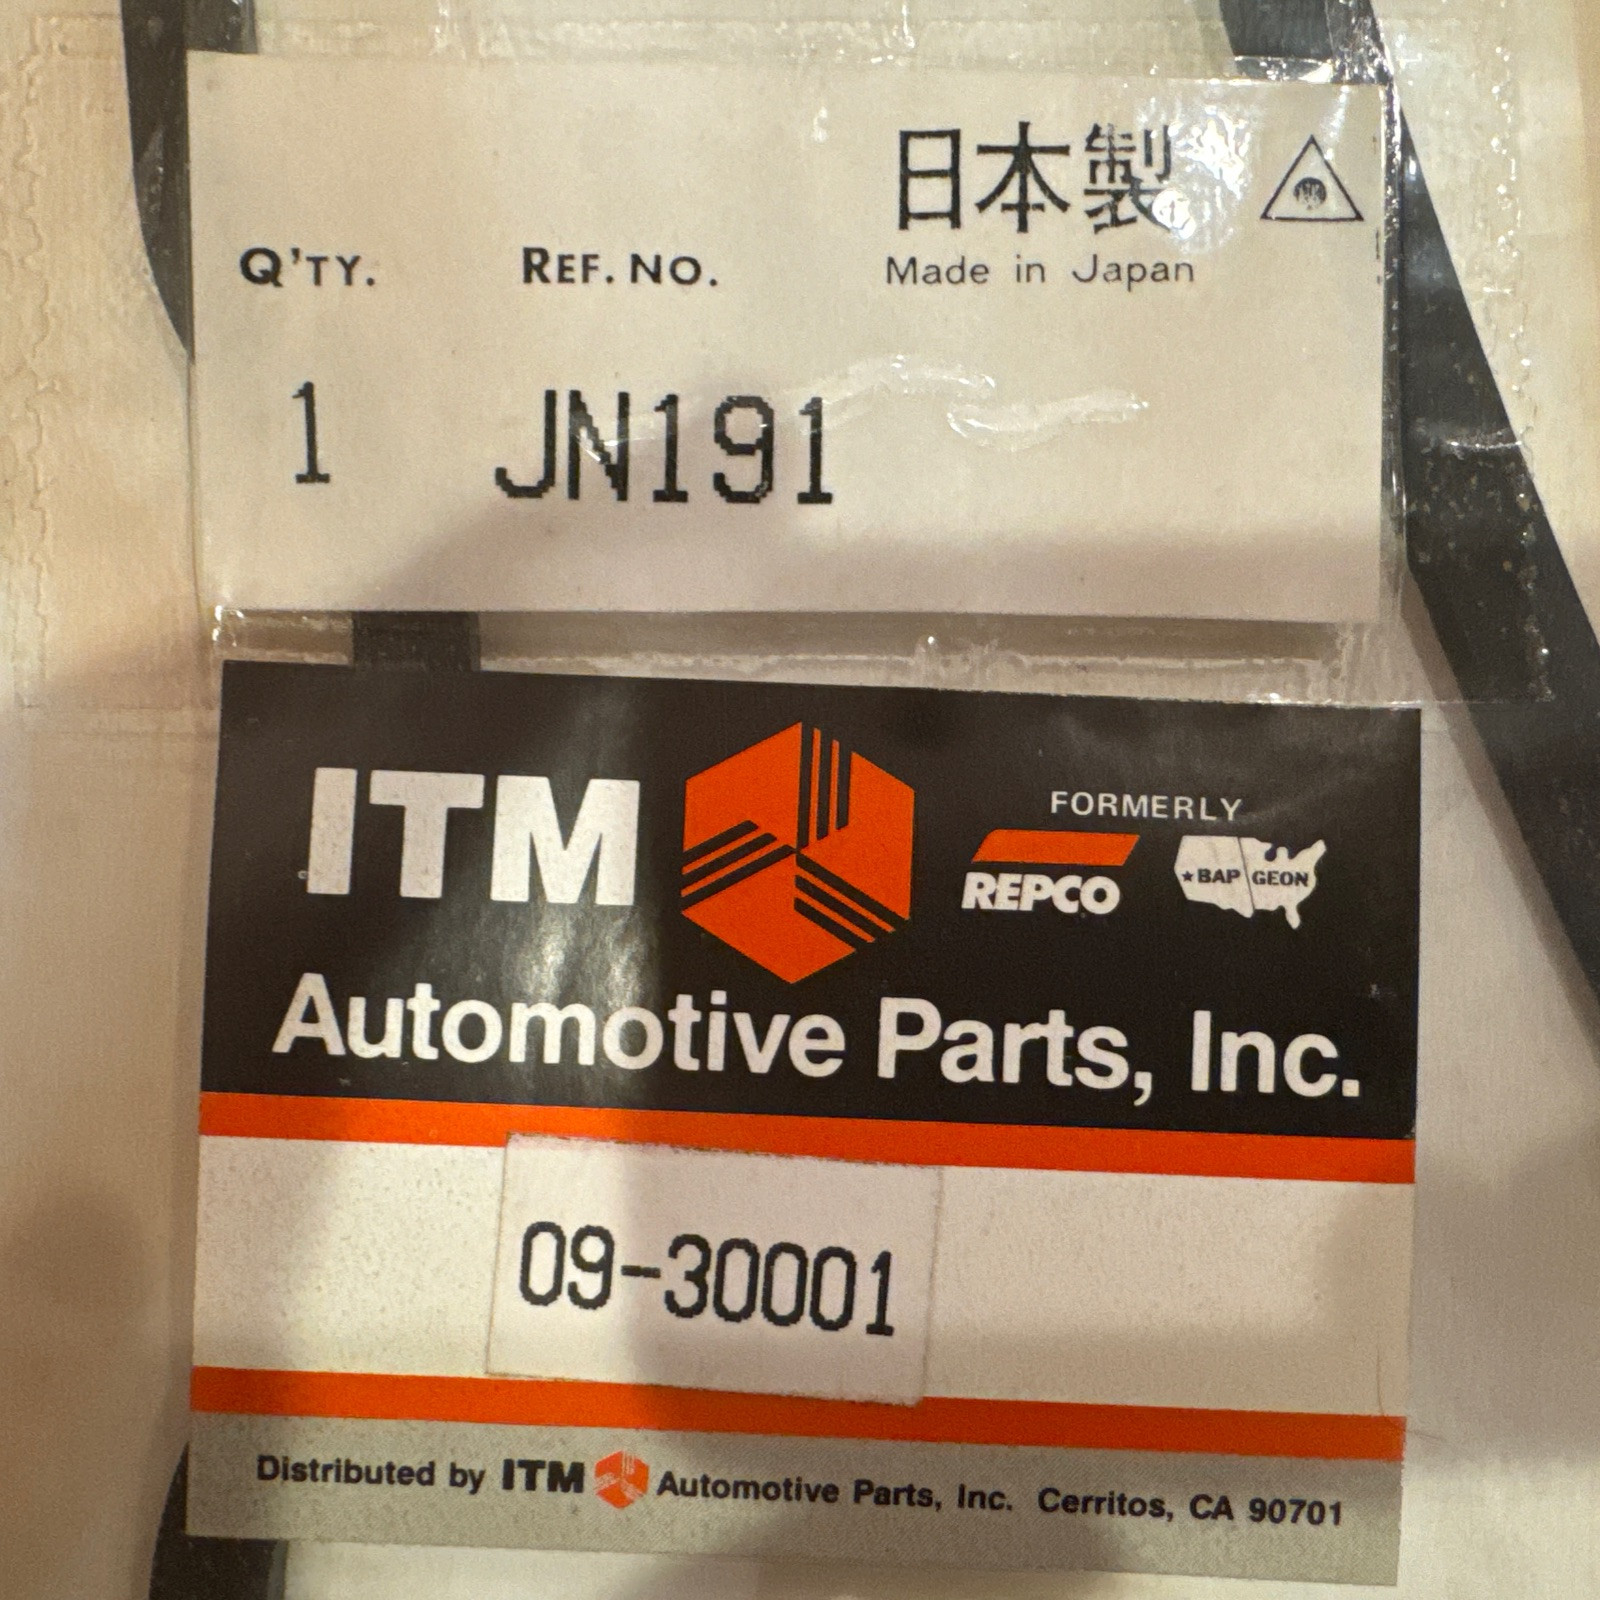 日本製
Q'TY. REF. NO. Made in Japan
1 JN191
ITM FORMERLY
REPCO ★BAP GEON
Automotive Parts, Inc.
09-30001
Distributed by ITM Automotive Parts, Inc. Cerritos, CA 90701